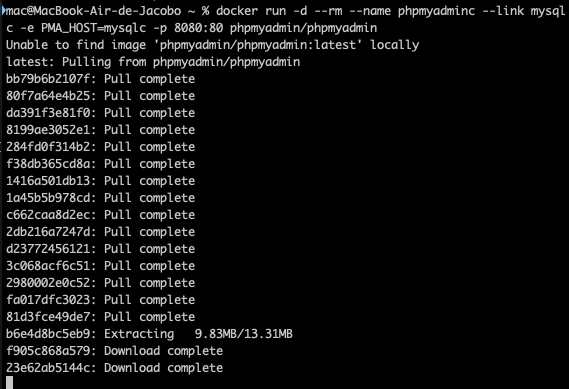 mac@MacBook-Air-de-Jacobo ~ % docker run -d --rm --name phpmyadminc --link mysql
c -e PMA_HOST=mysqlc -p 8080:80 phpmyadmin/phpmyadmin
Unable to find image 'phpmyadmin/phpmyadmin:latest' locally
latest: Pulling from phpmyadmin/phpmyadmin
bb79b6b2107f: Pull complete
80f7a64e4b25: Pull complete
da391f3e81f0: Pull complete
8199ae3052e1: Pull complete
284fd0f314b2: Pull complete
f38db365cd8a: Pull complete
1416a501db13: Pull complete
1a45b5b978cd: Pull complete
c662caa8d2ec: Pull complete
2db216a7247d: Pull complete
d23772456121: Pull complete
3c068acf6c51: Pull complete
2980002e0c52: Pull complete
fa017dfc3023: Pull complete
81d3fce49de7: Pull complete
b6e4d8bc5eb9: Extracting   9.83MB/13.31MB
f905c868a579: Download complete
23e62ab5144c: Download complete